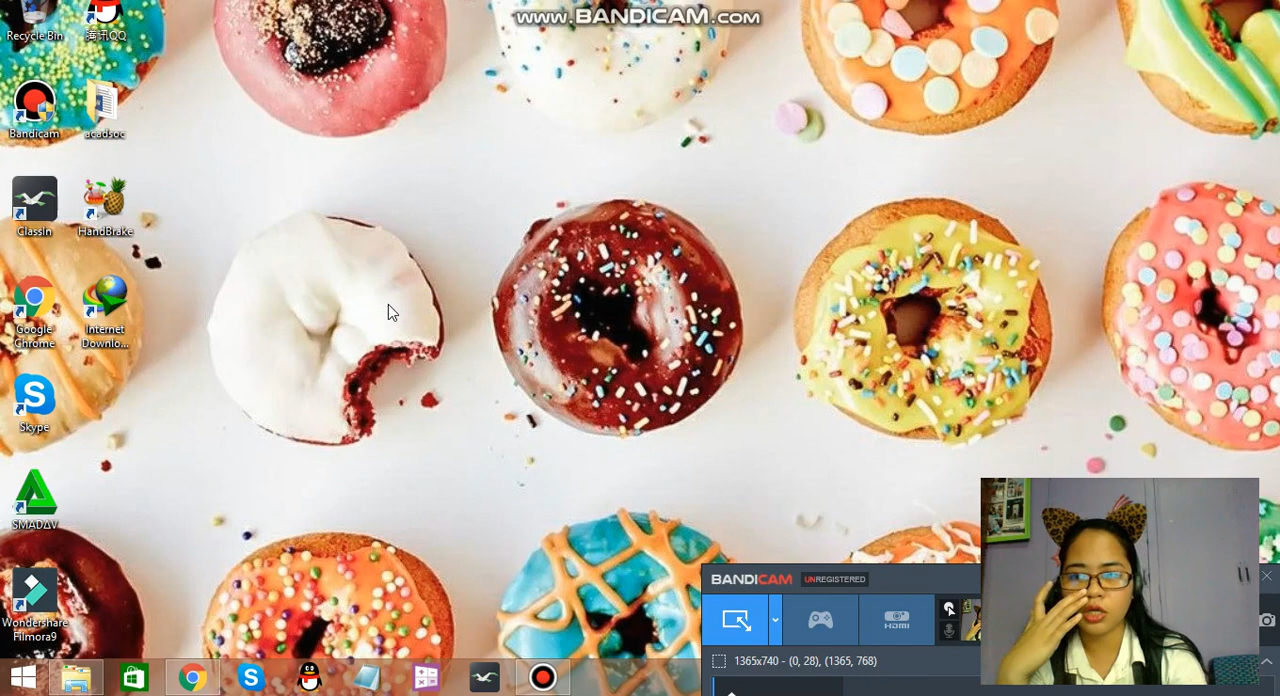 www.BANDICAM.com
Recycle Bin
腾讯QQ
Bandicam
acadsoc
ClassIn
HandBrake
Google
Chrome
Internet
Downlo...
Skype
SMADΔV
Wondershare
Filmora9
BANDICAM UNREGISTERED
HDMI
1365x740 - (0, 28), (1365, 768)